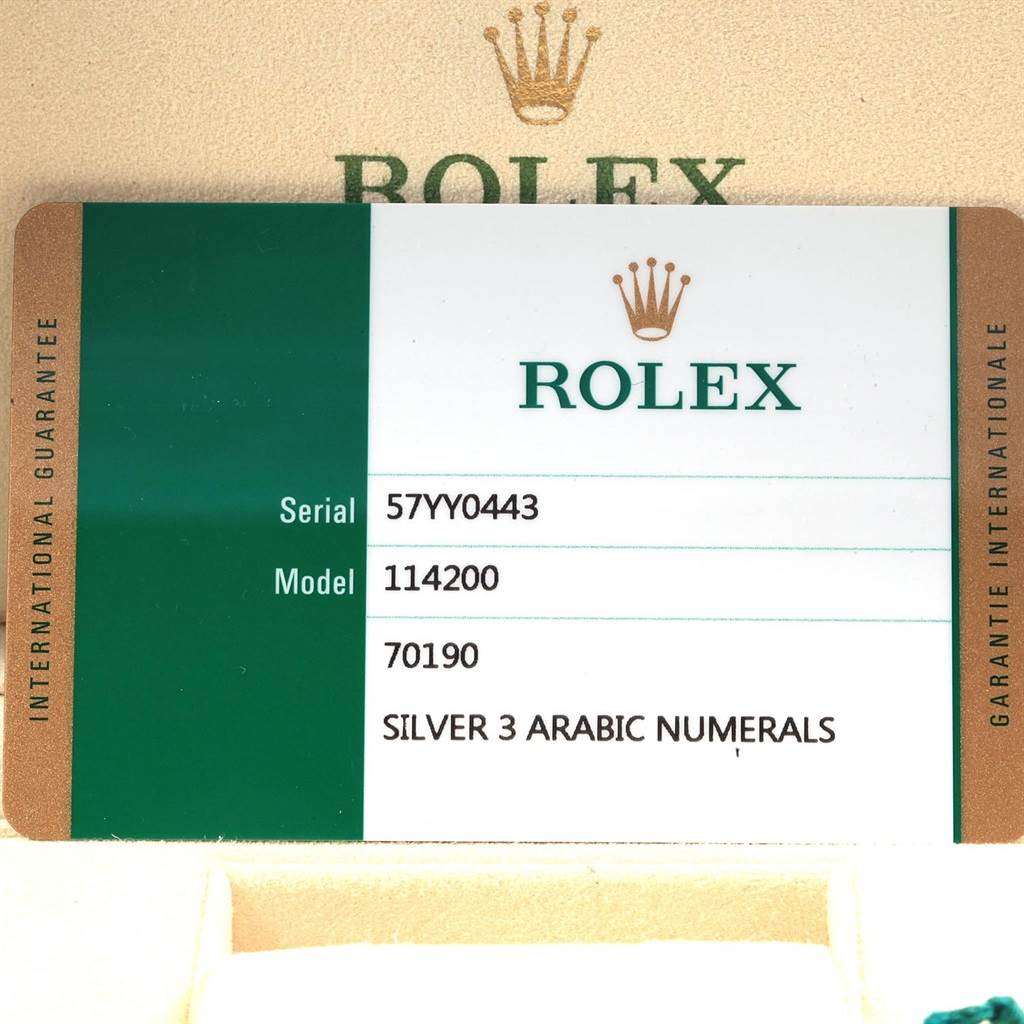 ROLEX
ROLEX
INTERNATIONAL GUARANTEE
Serial 57YY0443
Model 114200
70190
SILVER 3 ARABIC NUMERALS
GARANTIE INTERNATIONALE